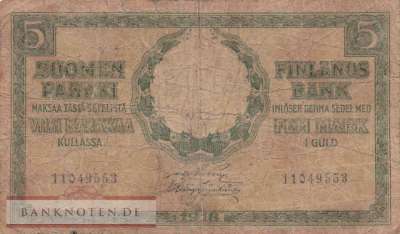 5 5
SUOMEN PANKKI
FINLANDS BANK
MAKSAA TÄSTÄ SETELISTÄ
VIISI MARKKAA
KULLASSA.
INLÖSER DENNA SEDEL MED
FEM MARK
I GULD
11049553 11049553
BANKNOTEN.DE